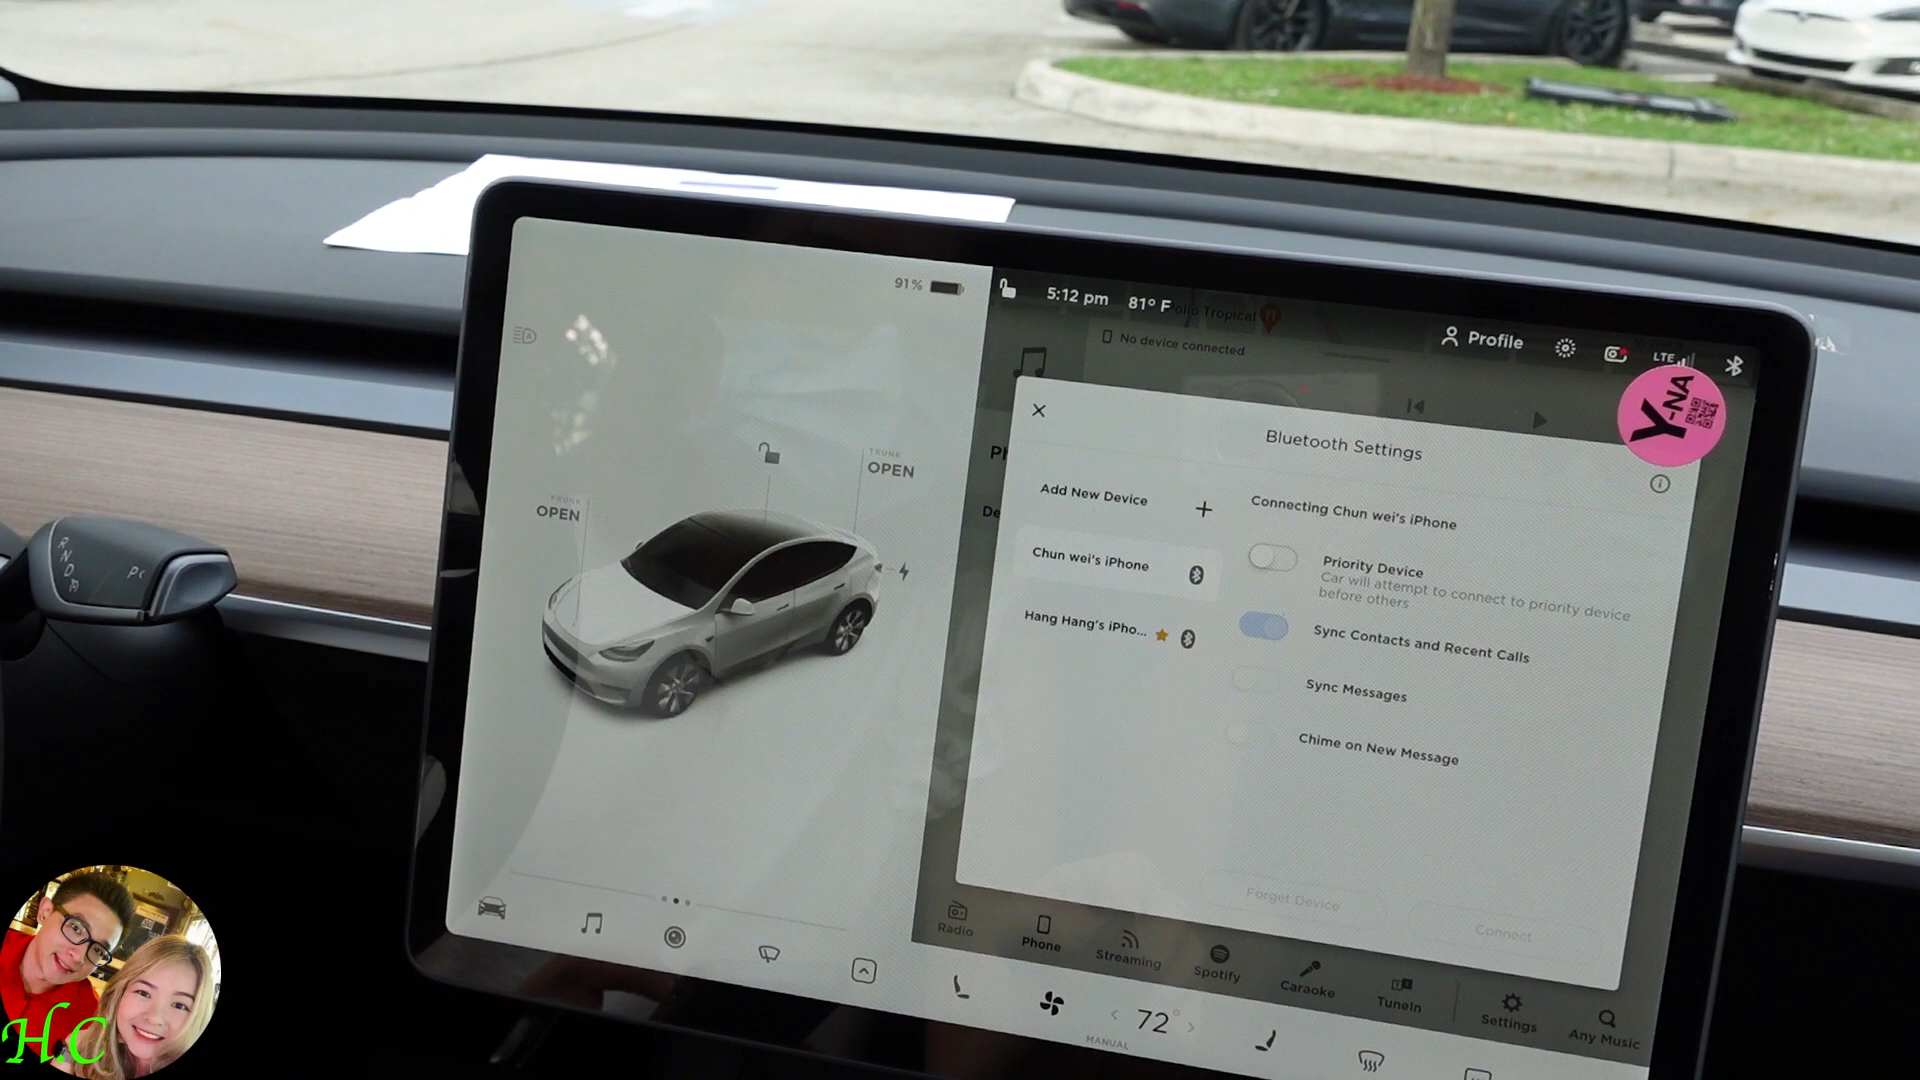 91%
5:12 pm
81° F
olio Tropical
Profile
LTE
No device connected
Y-NA
TRUNK
OPEN
FRUNK
OPEN
R
N
D
P
Bluetooth Settings
Add New Device +
Chun wei's iPhone
Hang Hang's iPho...
Connecting Chun wei's iPhone
Priority Device
Car will attempt to connect to priority device
before others
Sync Contacts and Recent Calls
Sync Messages
Chime on New Message
Forget Device
Connect
Radio
Phone
Streaming
Spotify
Caraoke
TuneIn
Settings
Any Music
< 72° >
MANUAL
H.C